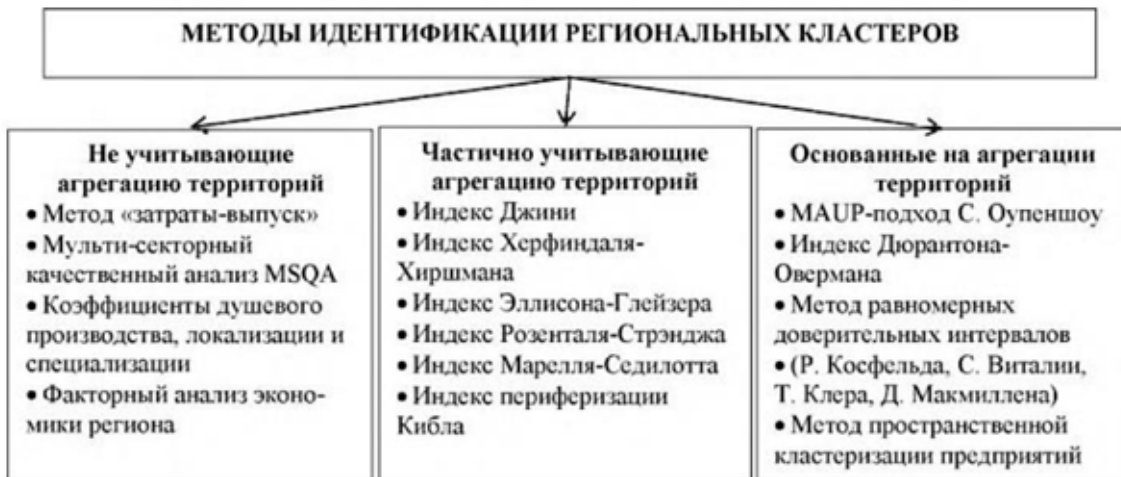 МЕТОДЫ ИДЕНТИФИКАЦИИ РЕГИОНАЛЬНЫХ КЛАСТЕРОВ
Не учитывающие
агрегацию территорий
• Метод «затраты-выпуск»
• Мульти-секторный
качественный анализ MSQA
• Коэффициенты душевого
производства, локализации и
специализации
• Факторный анализ эконо-
мики региона
Частично учитывающие
агрегацию территорий
• Индекс Джини
• Индекс Херфиндаля-
Хиршмана
• Индекс Эллисона-Глейзера
• Индекс Розенталя-Стрэнджа
• Индекс Марелля-Седилотта
• Индекс периферизации
Кибла
Основанные на агрегации
территорий
• MAUP-подход С. Оупеншоу
• Индекс Дюрантона-
Овермана
• Метод равномерных
доверительных интервалов
• (Р. Косфельда, С. Виталии,
Т. Клера, Д. Макмиллена)
• Метод пространственной
кластеризации предприятий